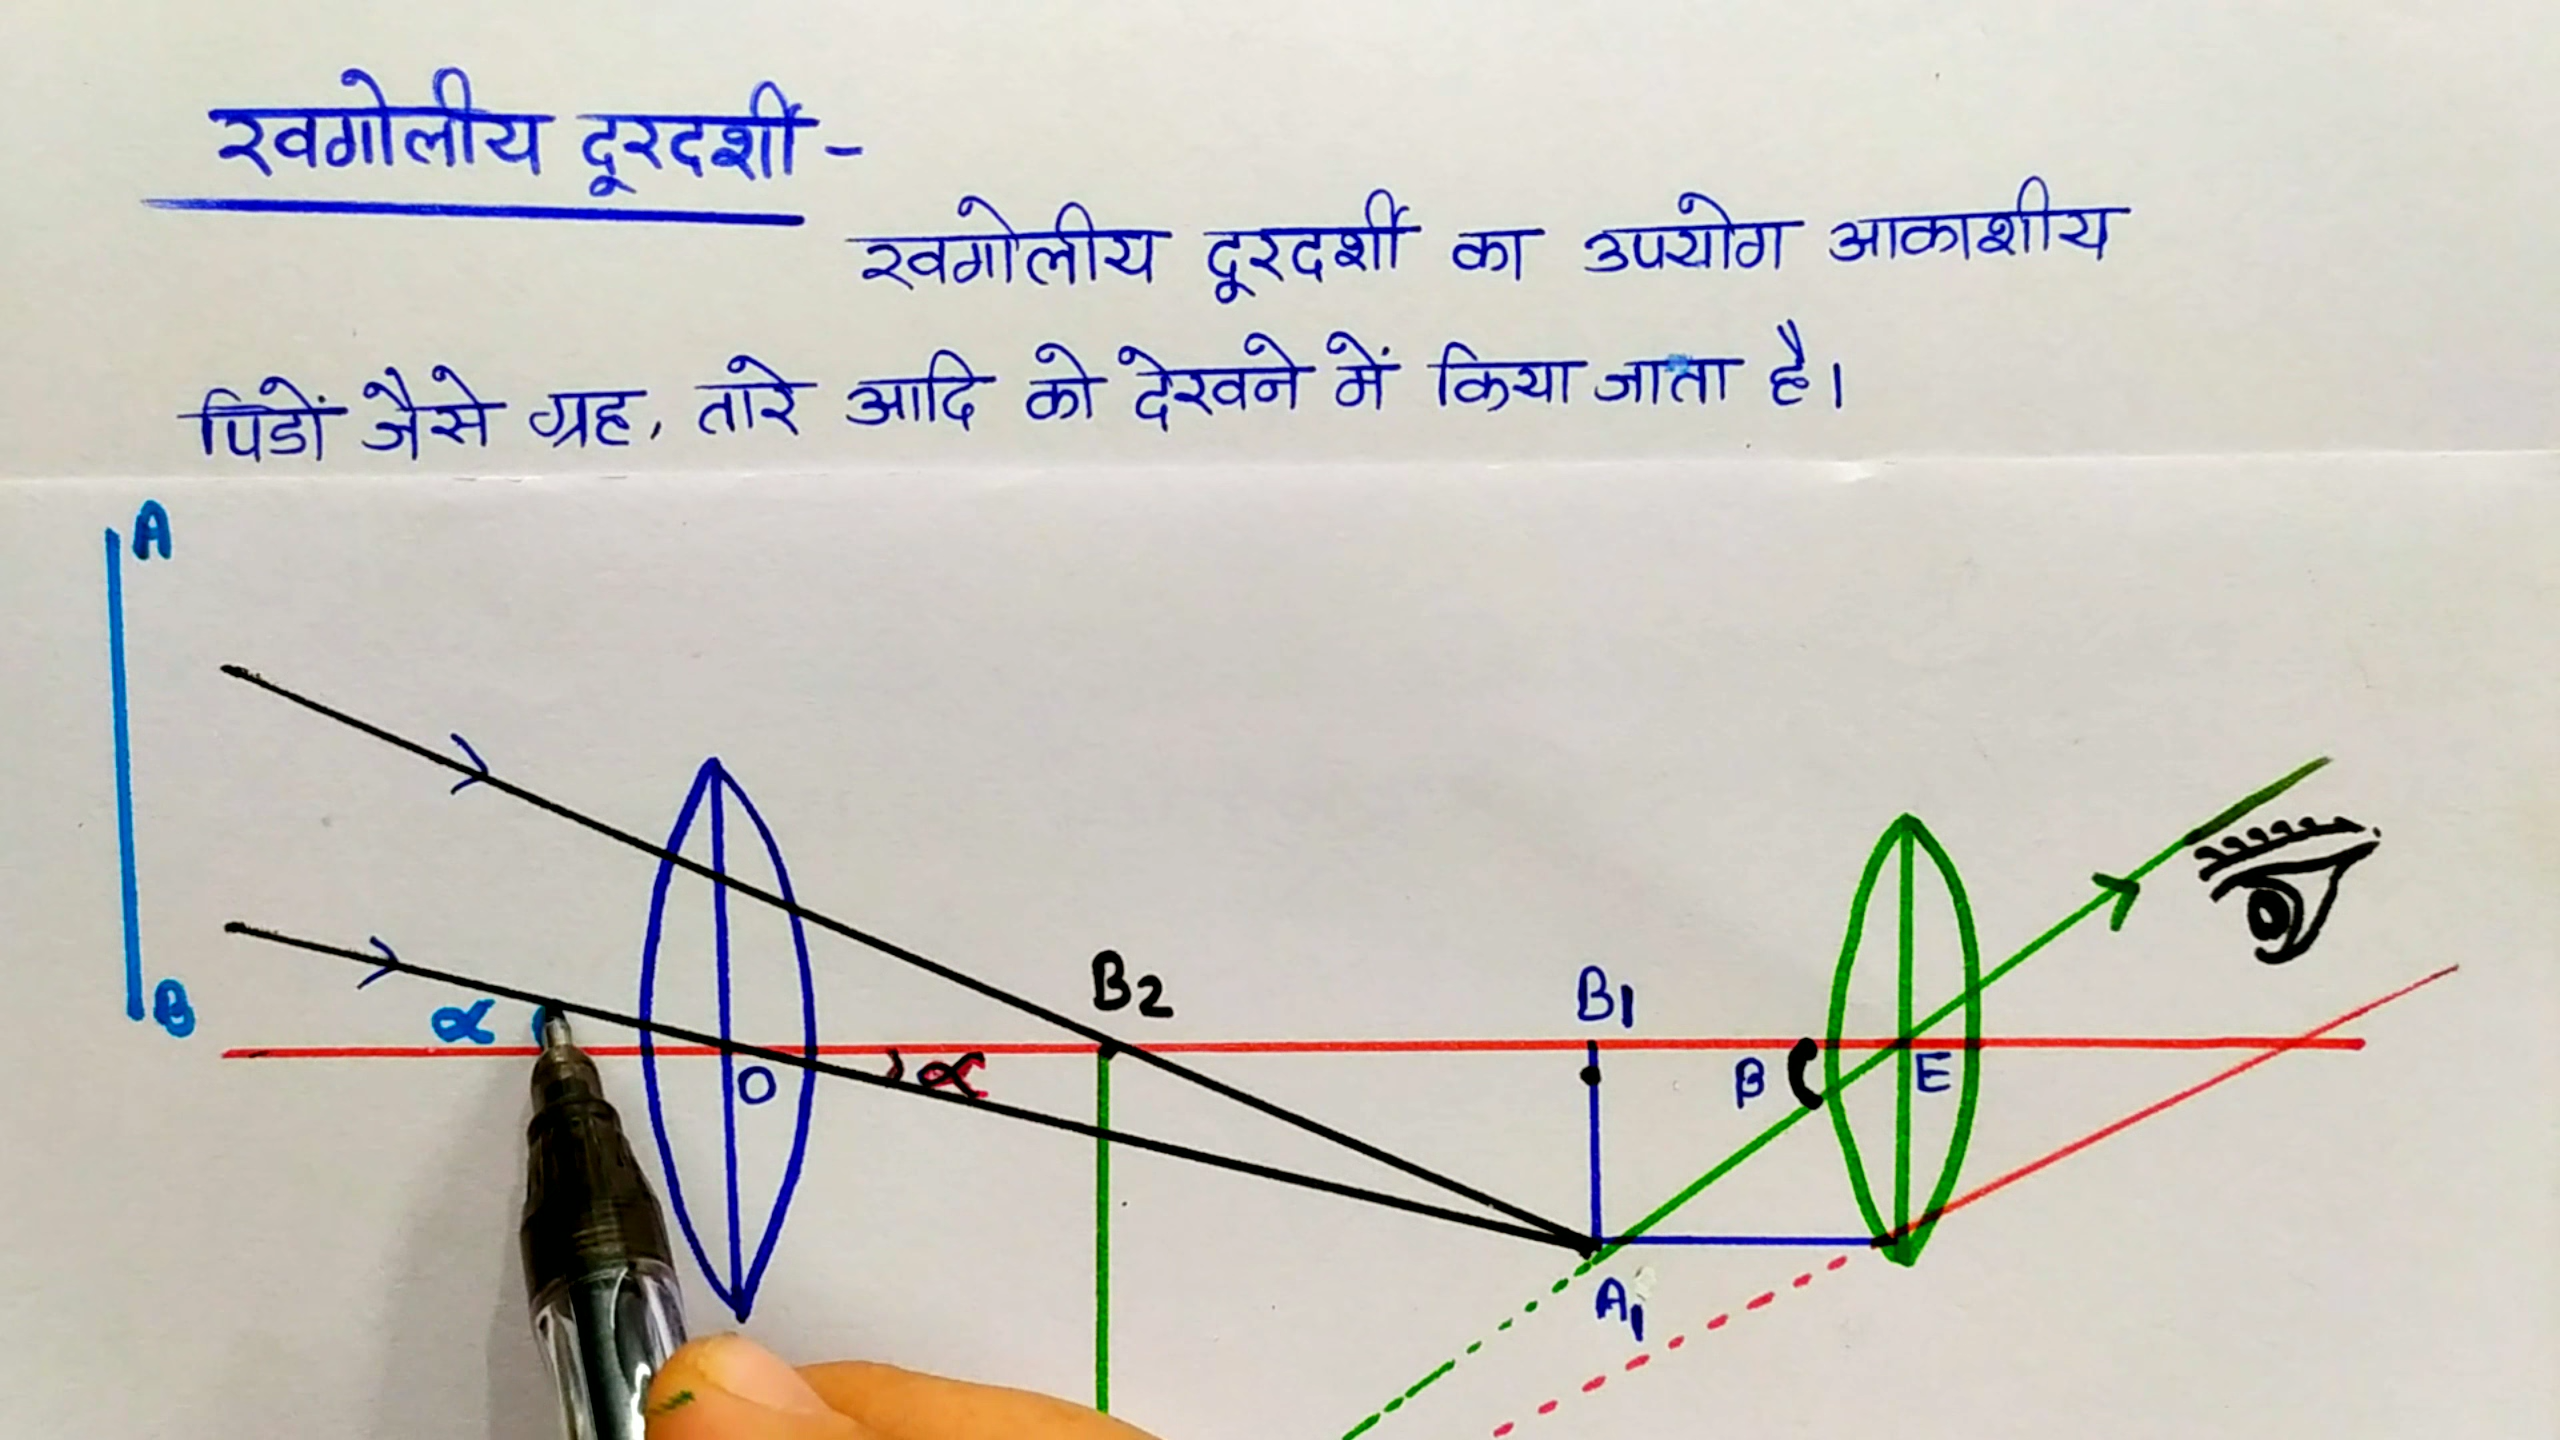 खगोलीय दूरदर्शी -
खगोलीय दूरदर्शी का उपयोग आकाशीय
पिंडों जैसे ग्रह, तारे आदि को देखने में किया जाता है।
A
B
α
O
α
B2
B1
B
E
A1